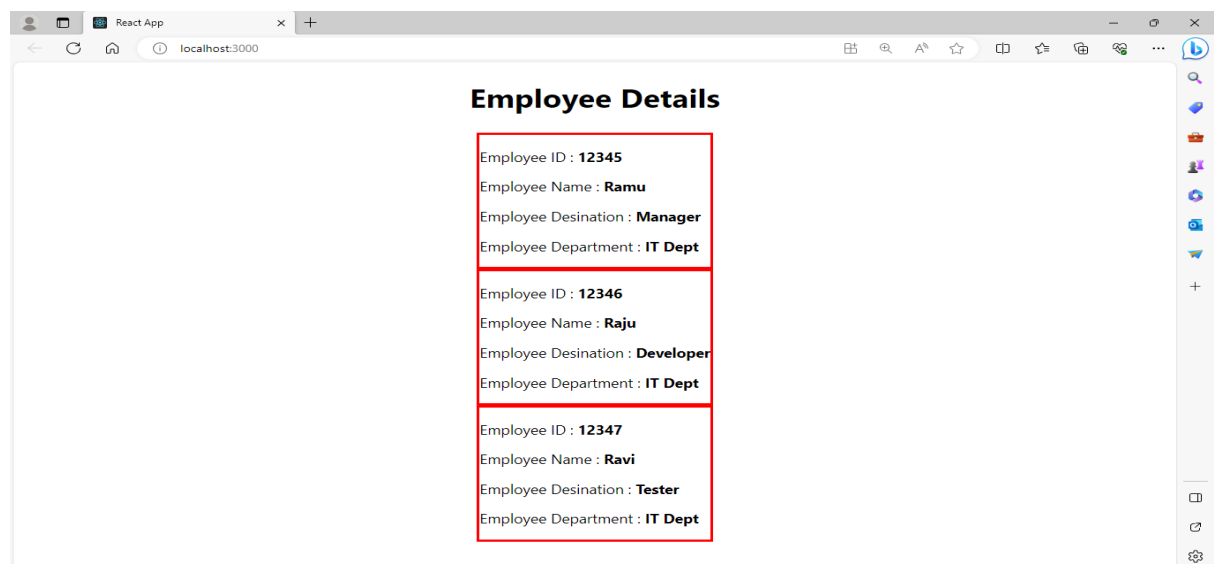 React App
localhost:3000
Employee Details
Employee ID : 12345
Employee Name : Ramu
Employee Desination : Manager
Employee Department : IT Dept
Employee ID : 12346
Employee Name : Raju
Employee Desination : Developer
Employee Department : IT Dept
Employee ID : 12347
Employee Name : Ravi
Employee Desination : Tester
Employee Department : IT Dept